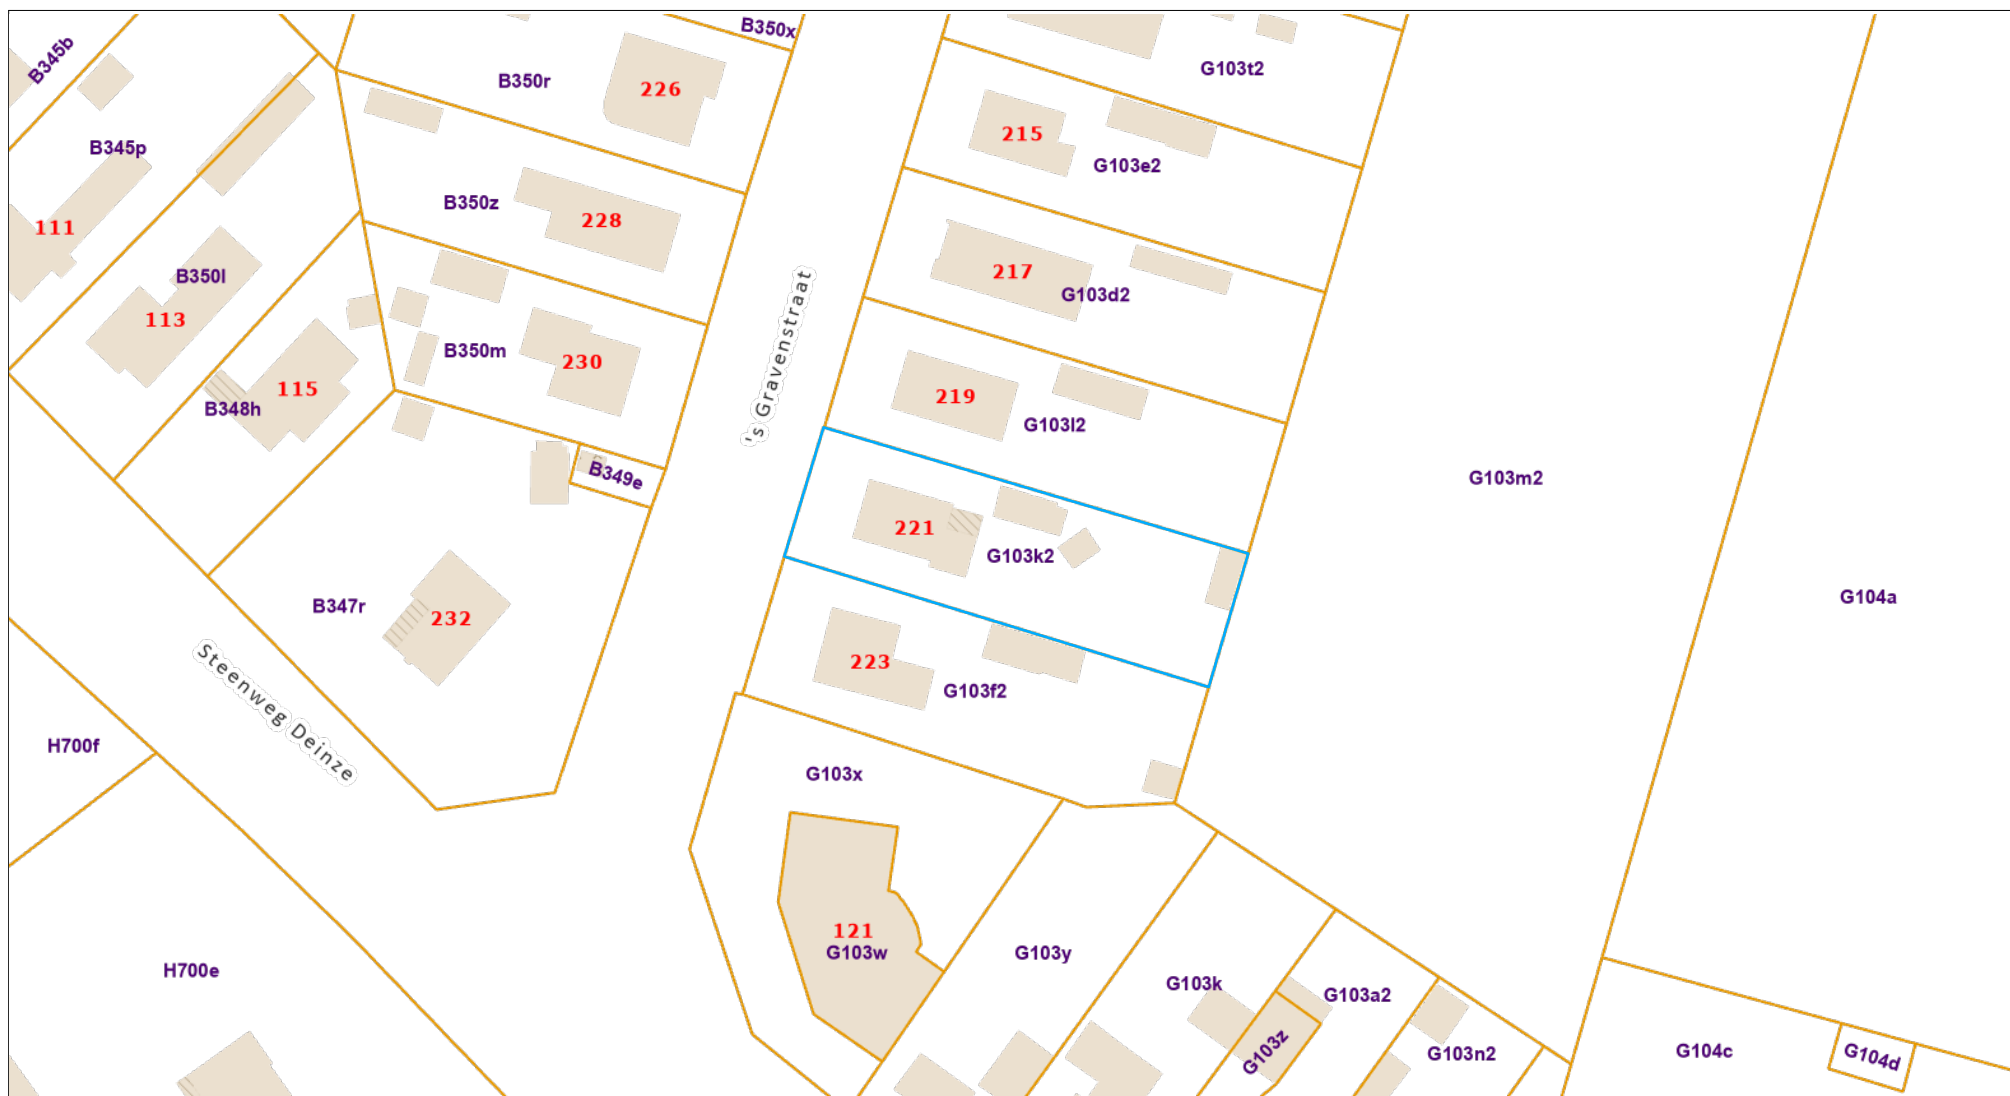 B350x
B345b
G103t2
B350r
226
215
B345p
G103e2
B350z
228
111
217
B350l
G103d2
113
's Gravenstraat
B350m
230
115
219
B348h
G103l2
B349e
G103m2
221
G103k2
G104a
B347r
232
223
G103f2
Steenweg Deinze
H700f
G103x
121
G103w
G103y
H700e
G103k
G103a2
G103z
G103n2
G104c
G104d